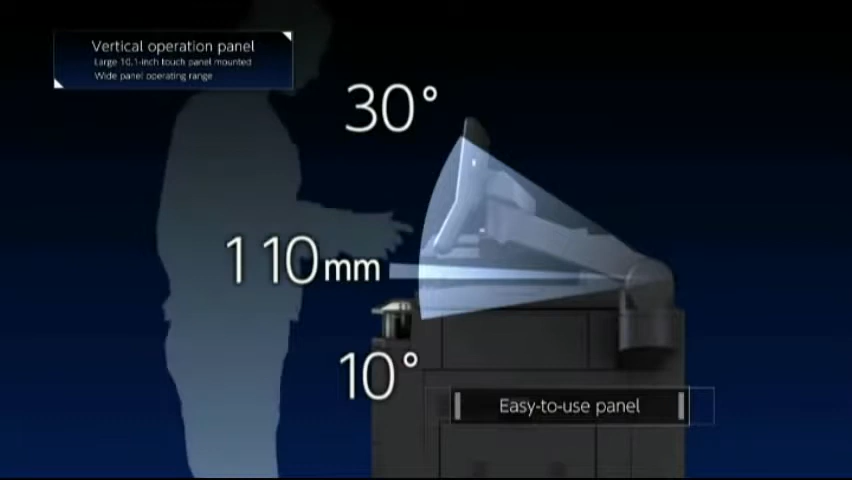 Vertical operation panel
Large 10.1-inch touch panel mounted
Wide panel operating range
30°
110mm
10°
Easy-to-use panel